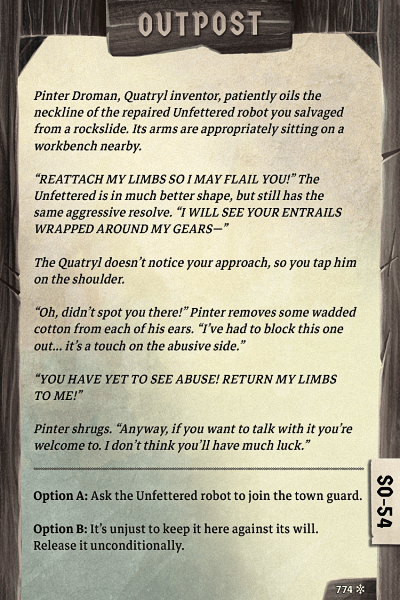 OUTPOST
Pinter Droman, Quatryl inventor, patiently oils the
neckline of the repaired Unfettered robot you salvaged
from a rockslide. Its arms are appropriately sitting on a
workbench nearby.
“REATTACH MY LIMBS SO I MAY FLAIL YOU!” The
Unfettered is in much better shape, but still has the
same aggressive resolve. “I WILL SEE YOUR ENTRAILS
WRAPPED AROUND MY GEARS—”
The Quatryl doesn’t notice your approach, so you tap him
on the shoulder.
“Oh, didn’t spot you there!” Pinter removes some wadded
cotton from each of his ears. “I’ve had to block this one
out... it’s a touch on the abusive side.”
“YOU HAVE YET TO SEE ABUSE! RETURN MY LIMBS
TO ME!”
Pinter shrugs. “Anyway, if you want to talk with it you’re
welcome to. I don’t think you’ll have much luck.”
Option A: Ask the Unfettered robot to join the town guard.
Option B: It’s unjust to keep it here against its will.
Release it unconditionally.
SO-54
774